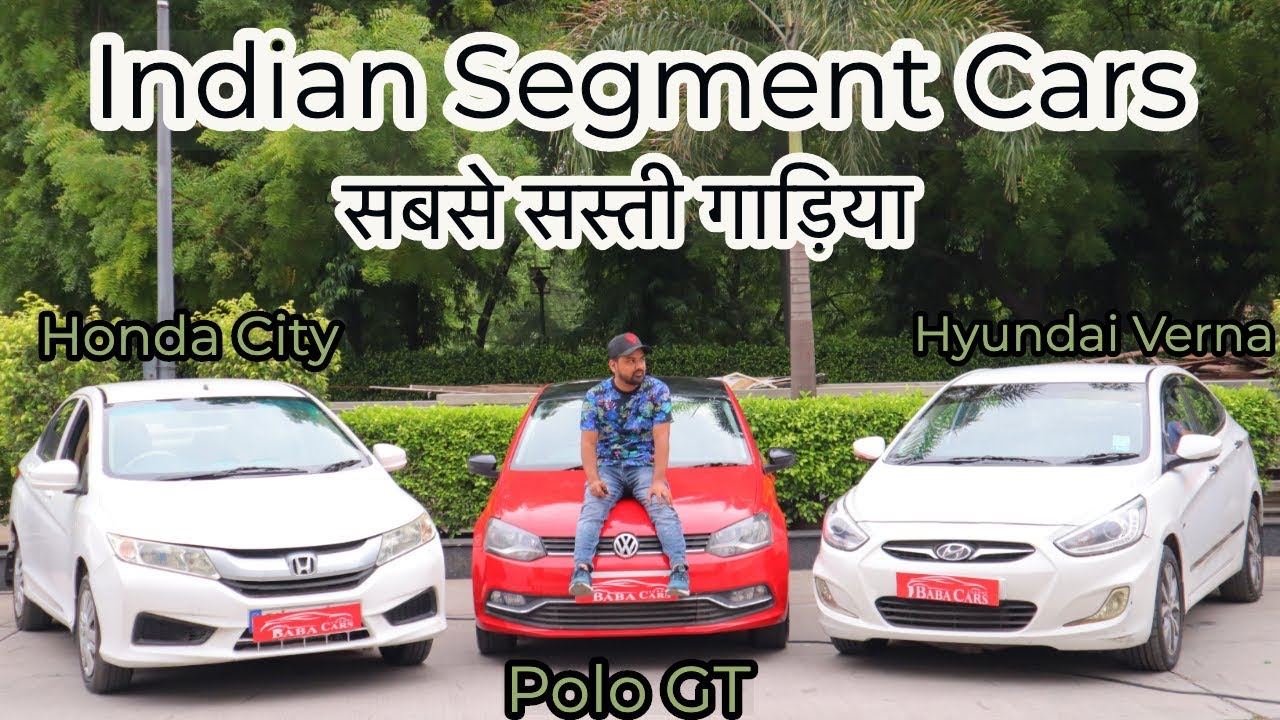 Indian Segment Cars
सबसे सस्ती गाड़िया
Honda City
Hyundai Verna
BABA CARS
BABA CARS
BABA CARS
Polo GT